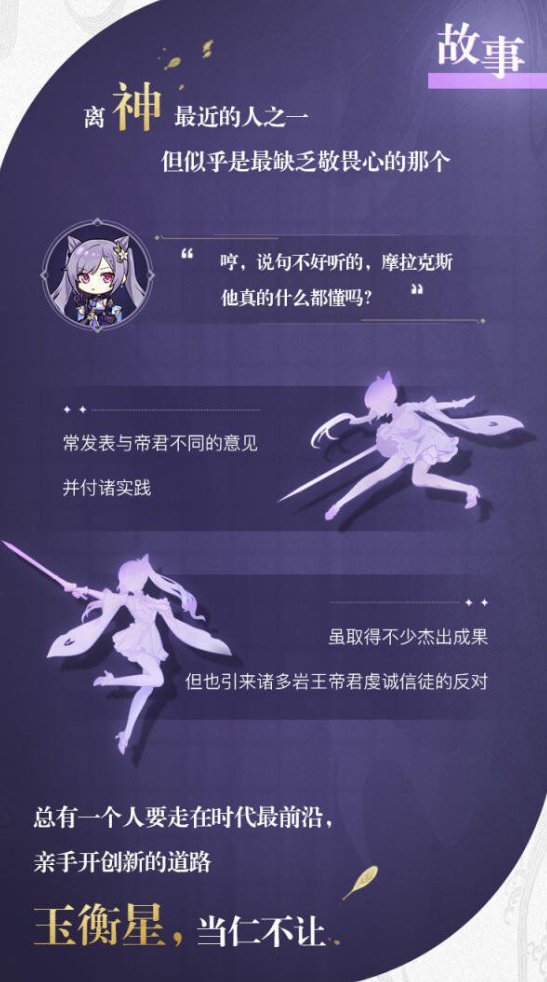 故事
离神最近的人之一
但似乎是最缺乏敬畏心的那个
“哼，说句不好听的，摩拉克斯
他真的什么都懂吗？”
常发表与帝君不同的意见
并付诸实践
虽取得不少杰出成果
但也引来诸多岩王帝君虔诚信徒的反对
总有一个人要走在时代最前沿，
亲手开创新的道路
玉衡星，当仁不让